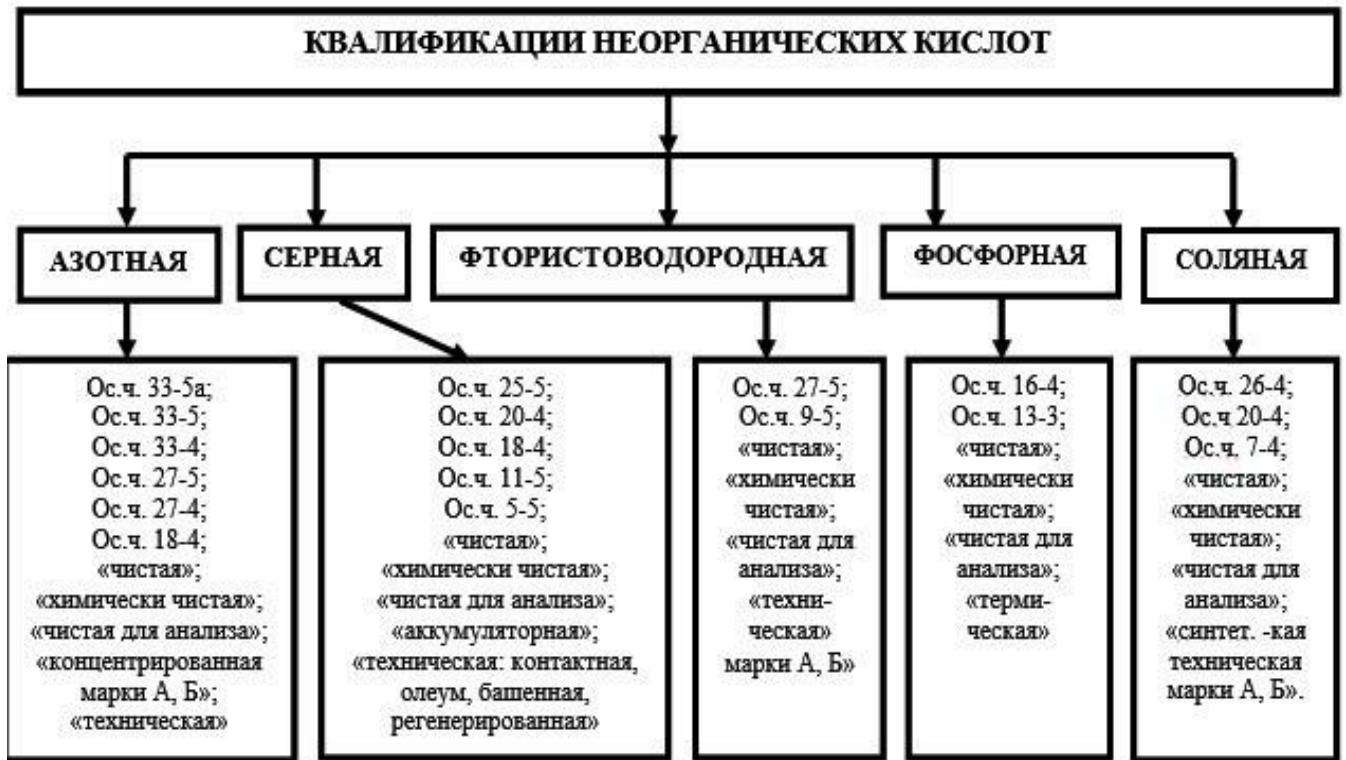 КВАЛИФИКАЦИИ НЕОРГАНИЧЕСКИХ КИСЛОТ
АЗОТНАЯ
СЕРНАЯ
ФТОРИСТОВОДОРОДНАЯ
ФОСФОРНАЯ
СОЛЯНАЯ
Ос.ч. 33-5а;
Ос.ч. 33-5;
Ос.ч. 33-4;
Ос.ч. 27-5;
Ос.ч. 27-4;
Ос.ч. 18-4;
«чистая»;
«химически чистая»;
«чистая для анализа»;
«концентрированная
марки А, Б»;
«техническая»
Ос.ч. 25-5;
Ос.ч. 20-4;
Ос.ч. 18-4;
Ос.ч. 11-5;
Ос.ч. 5-5;
«чистая»;
«химически чистая»;
«чистая для анализа»;
«аккумуляторная»;
«техническая: контактная,
олеум, башенная,
регенерированная»
Ос.ч. 27-5;
Ос.ч. 9-5;
«чистая»;
«химически
чистая»;
«чистая для
анализа»;
«техни-
ческая»
марки А, Б»
Ос.ч. 16-4;
Ос.ч. 13-3;
«чистая»;
«химически
чистая»;
«чистая для
анализа»;
«терми-
ческая»
Ос.ч. 26-4;
Ос.ч. 20-4;
Ос.ч. 7-4;
«чистая»;
«химически
чистая»;
«чистая для
анализа»;
«синтет. -кая
техническая
марки А, Б».